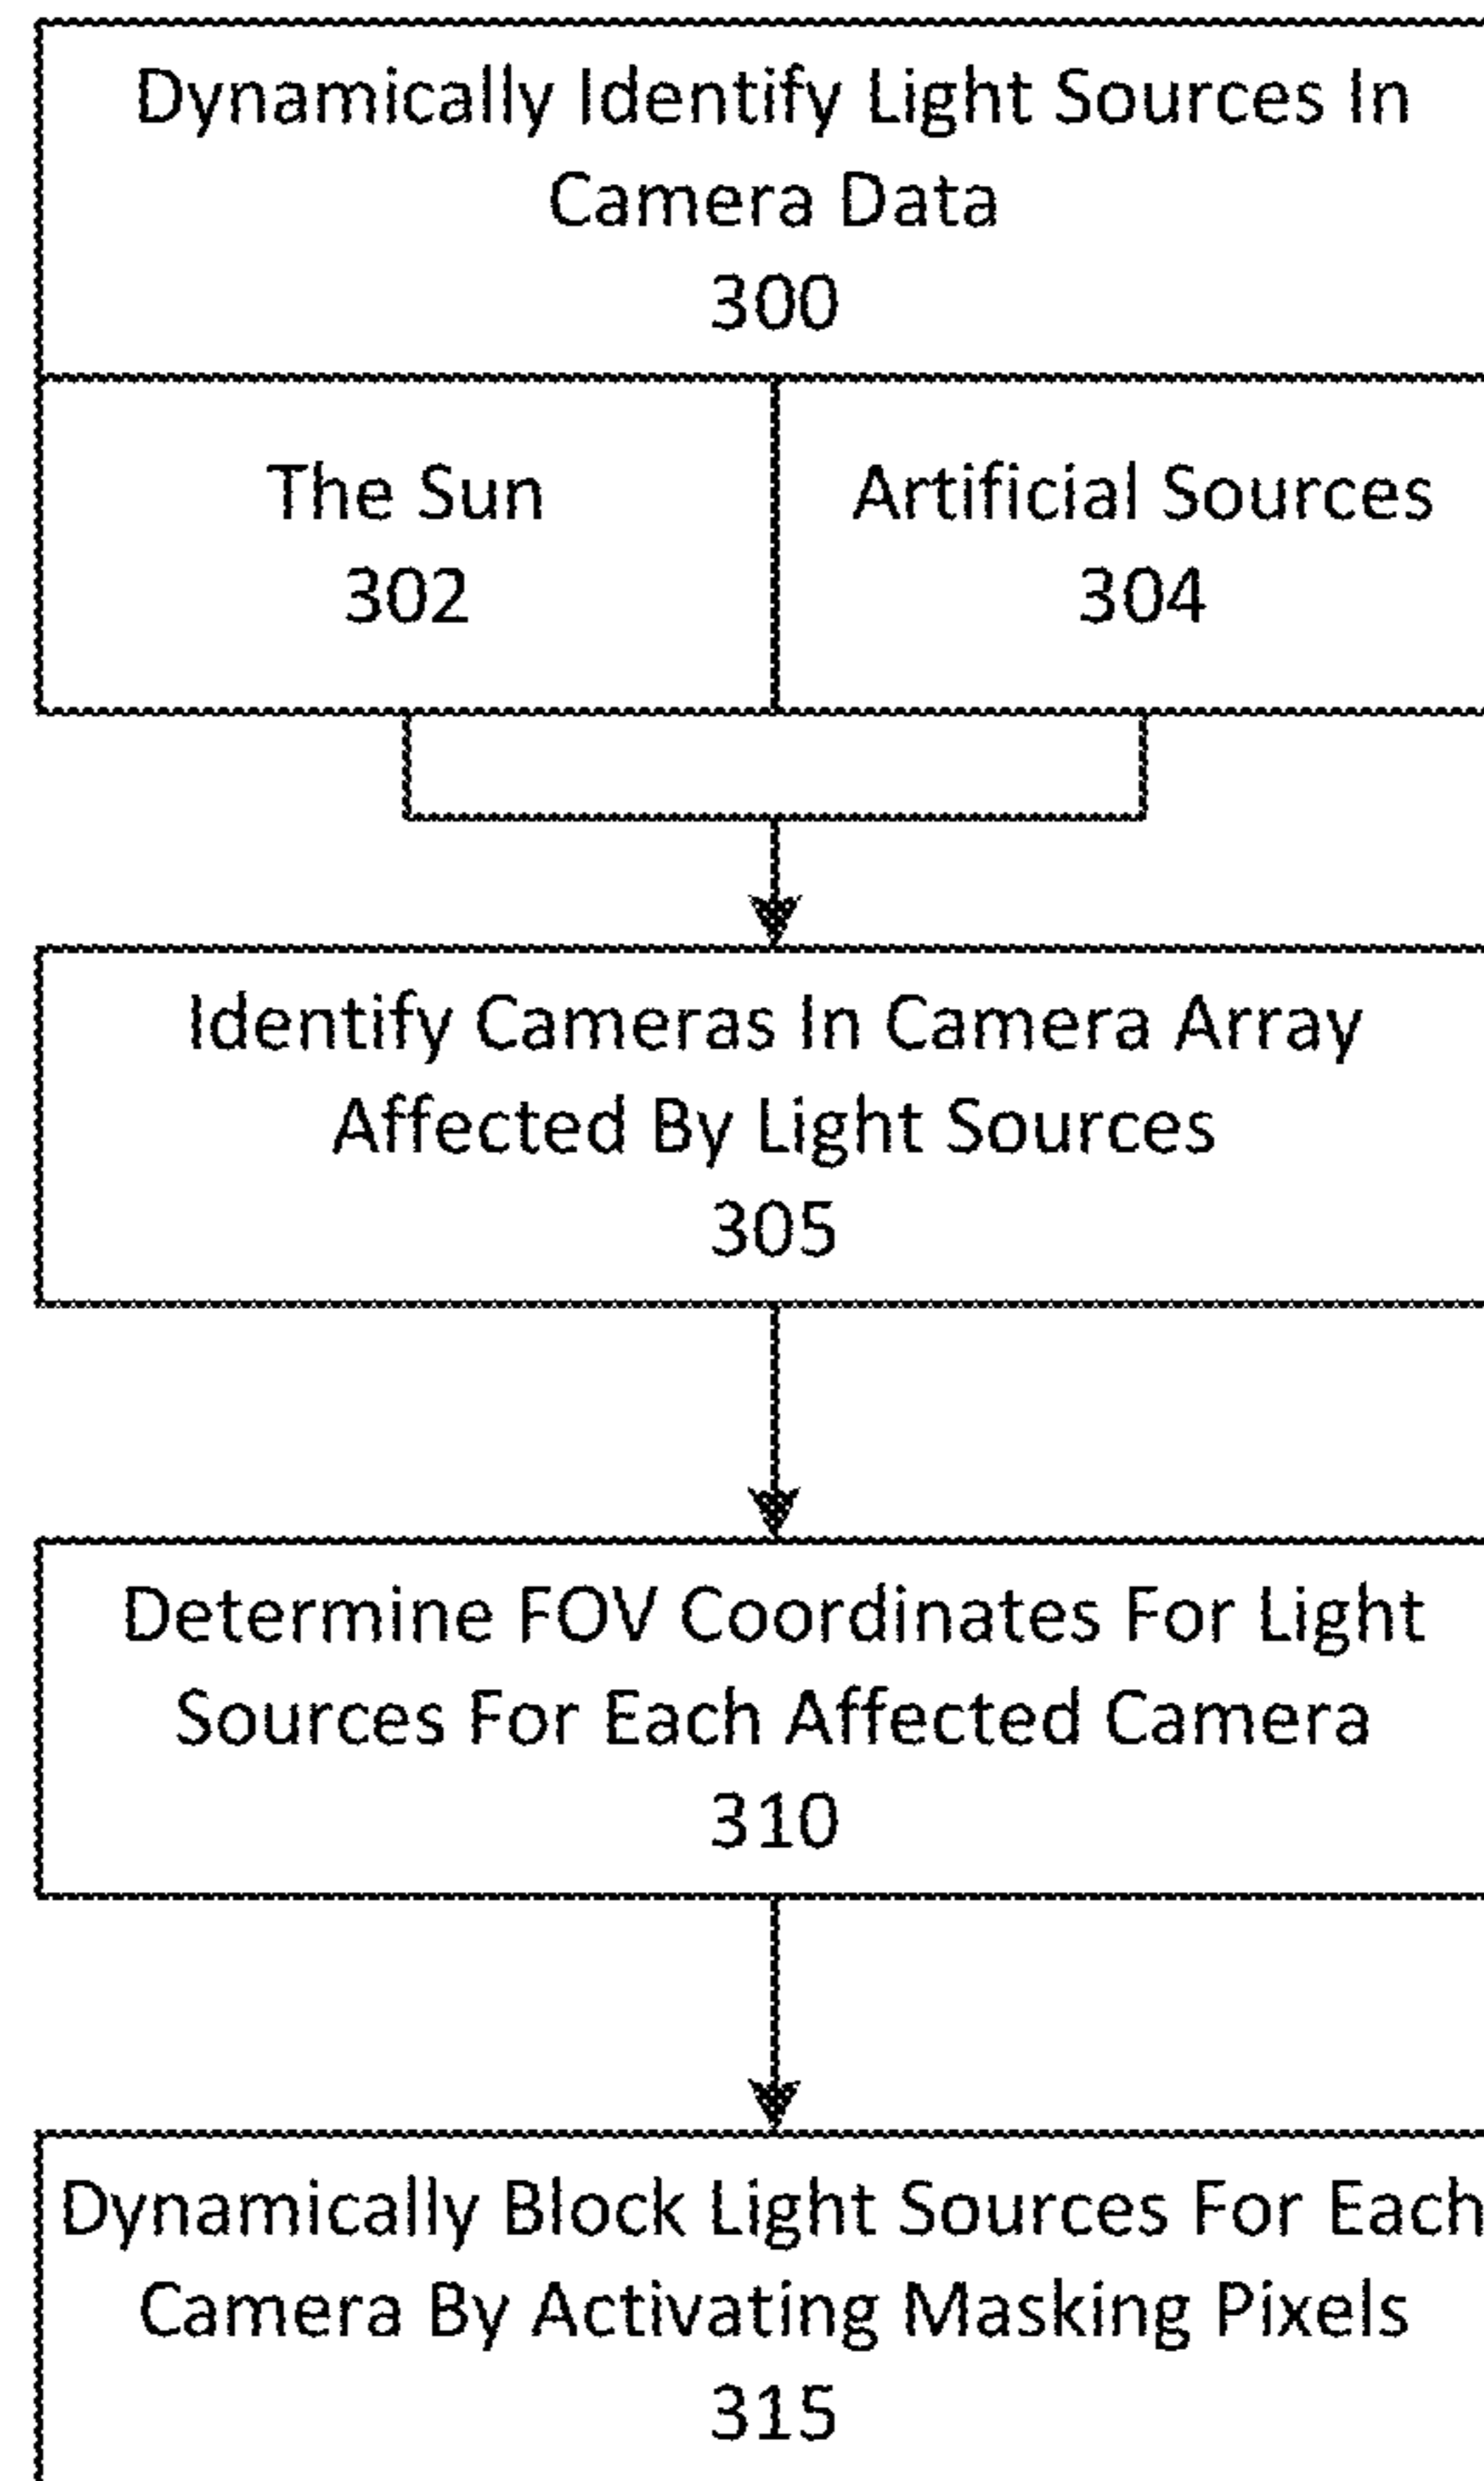 Dynamically Identify Light Sources In
Camera Data
300
The Sun
302
Artificial Sources
304
Identify Cameras In Camera Array
Affected By Light Sources
305
Determine FOV Coordinates For Light
Sources For Each Affected Camera
310
Dynamically Block Light Sources For Each
Camera By Activating Masking Pixels
315